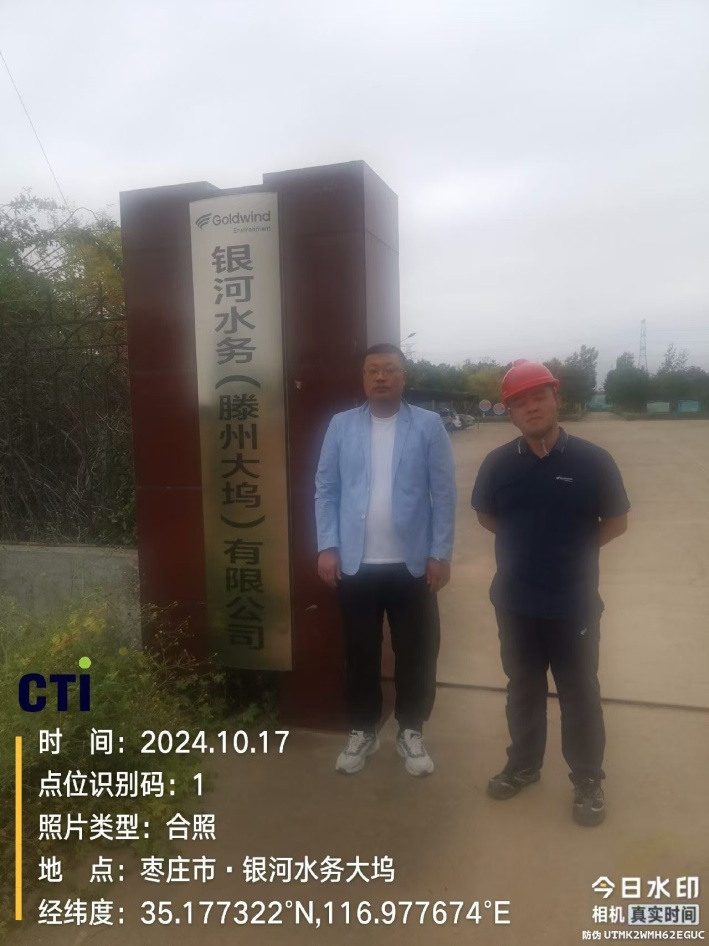 Goldwind
Environment
银河水务（滕州大坞）有限公司
CTI
时 间：2024.10.17
点位识别码：1
照片类型：合照
地 点：枣庄市·银河水务大坞
经纬度：35.177322°N,116.977674°E
今日水印
相机 真实时间
防伪 UTMK2WMH62EGUC